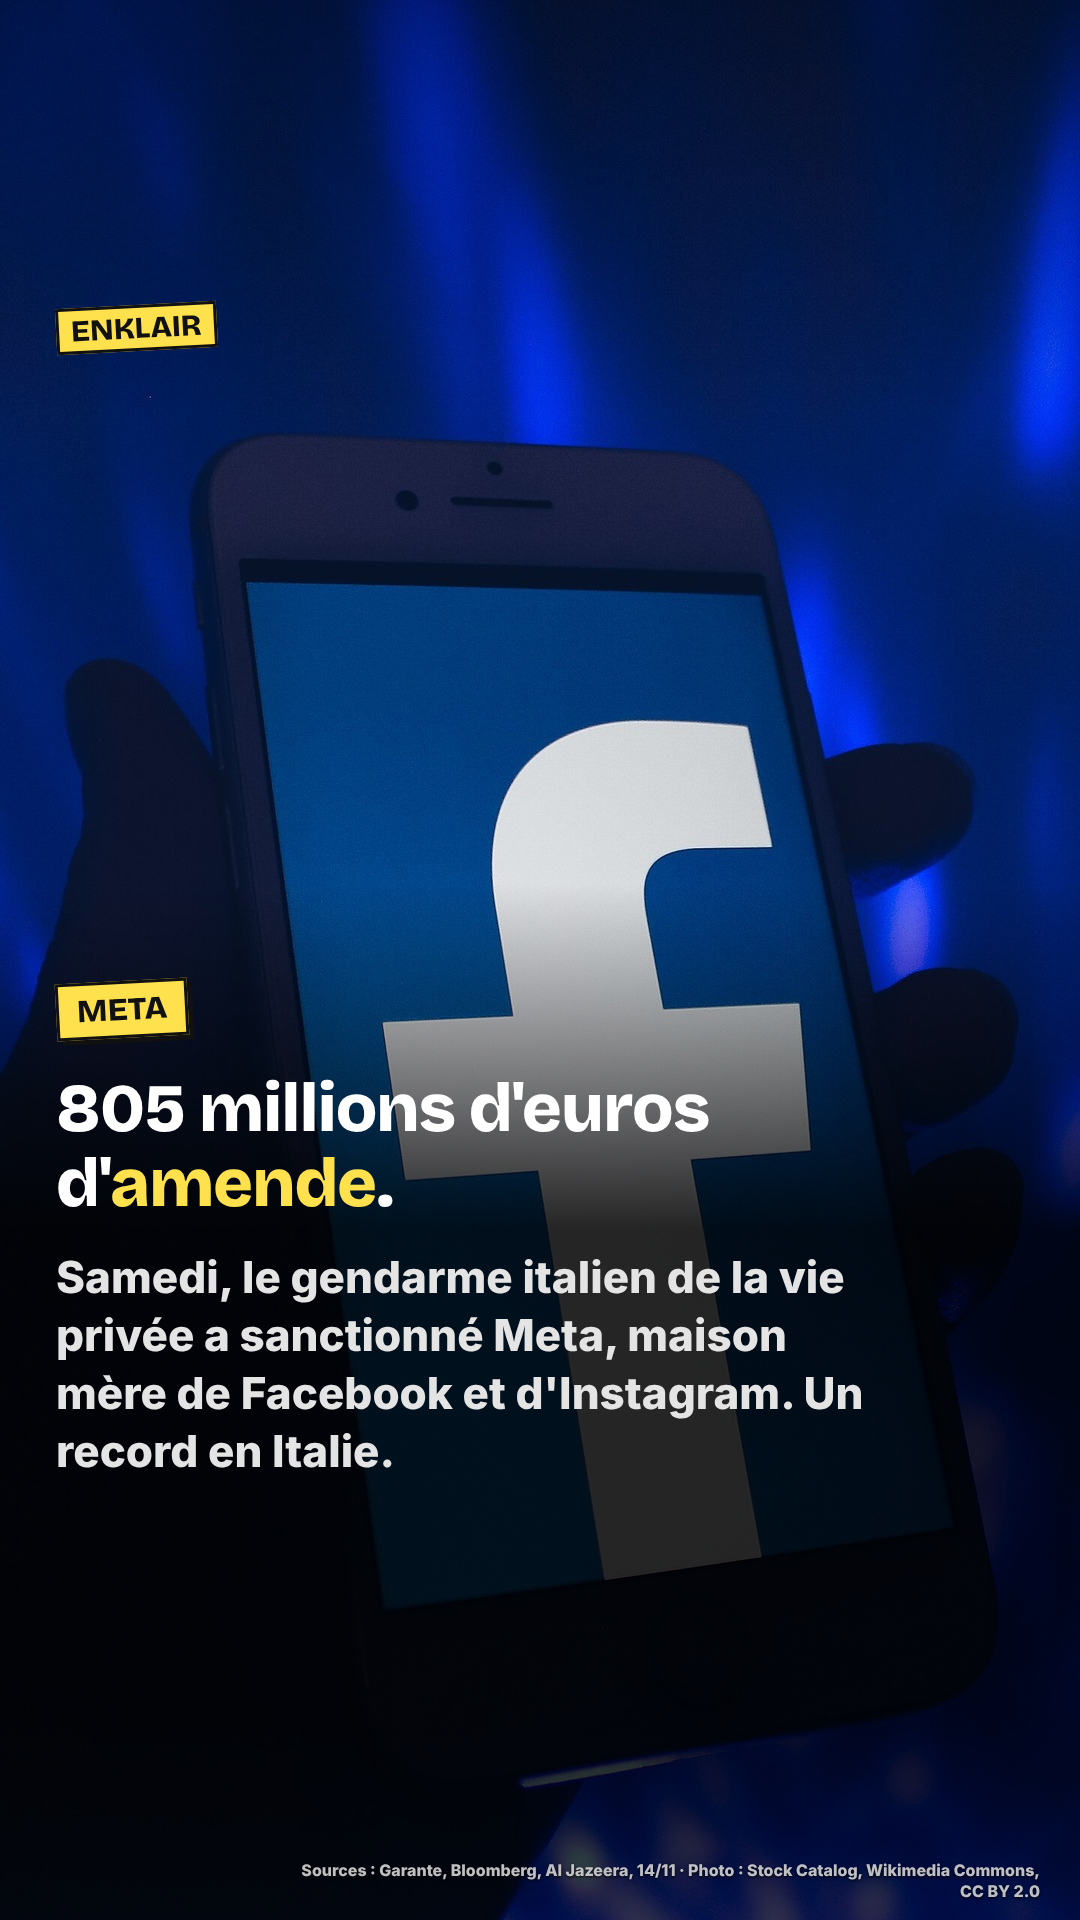 ENKLAIR
META
805 millions d'euros
d'amende.
Samedi, le gendarme italien de la vie
privée a sanctionné Meta, maison
mère de Facebook et d'Instagram. Un
record en Italie.
Sources : Garante, Bloomberg, Al Jazeera, 14/11 · Photo : Stock Catalog, Wikimedia Commons,
CC BY 2.0